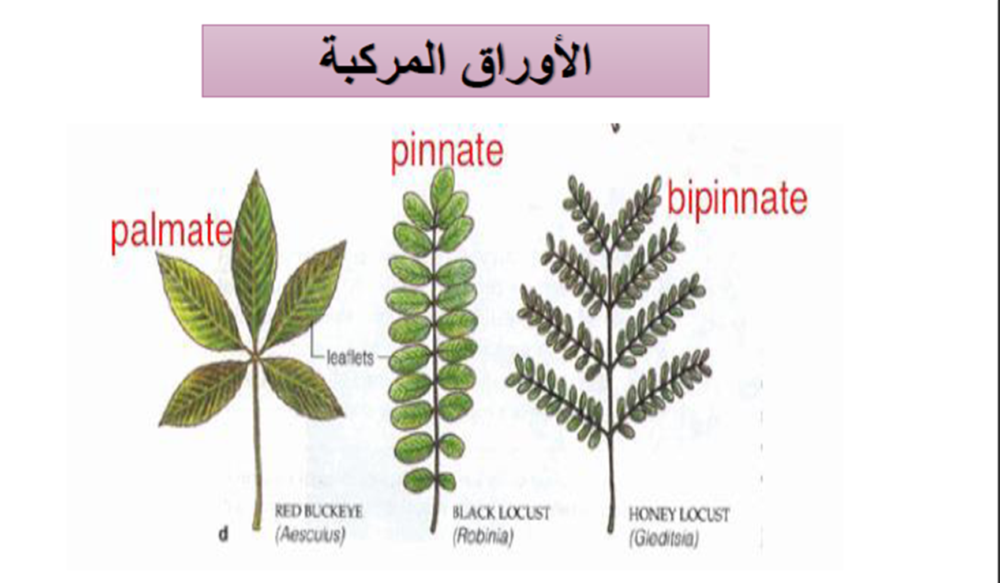 الأوراق المركبة
pinnate
bipinnate
palmate
leaflets
RED BUCKEYE
(Aesculus)
BLACK LOCUST
(Robinia)
HONEY LOCUST
(Gleditsia)
d